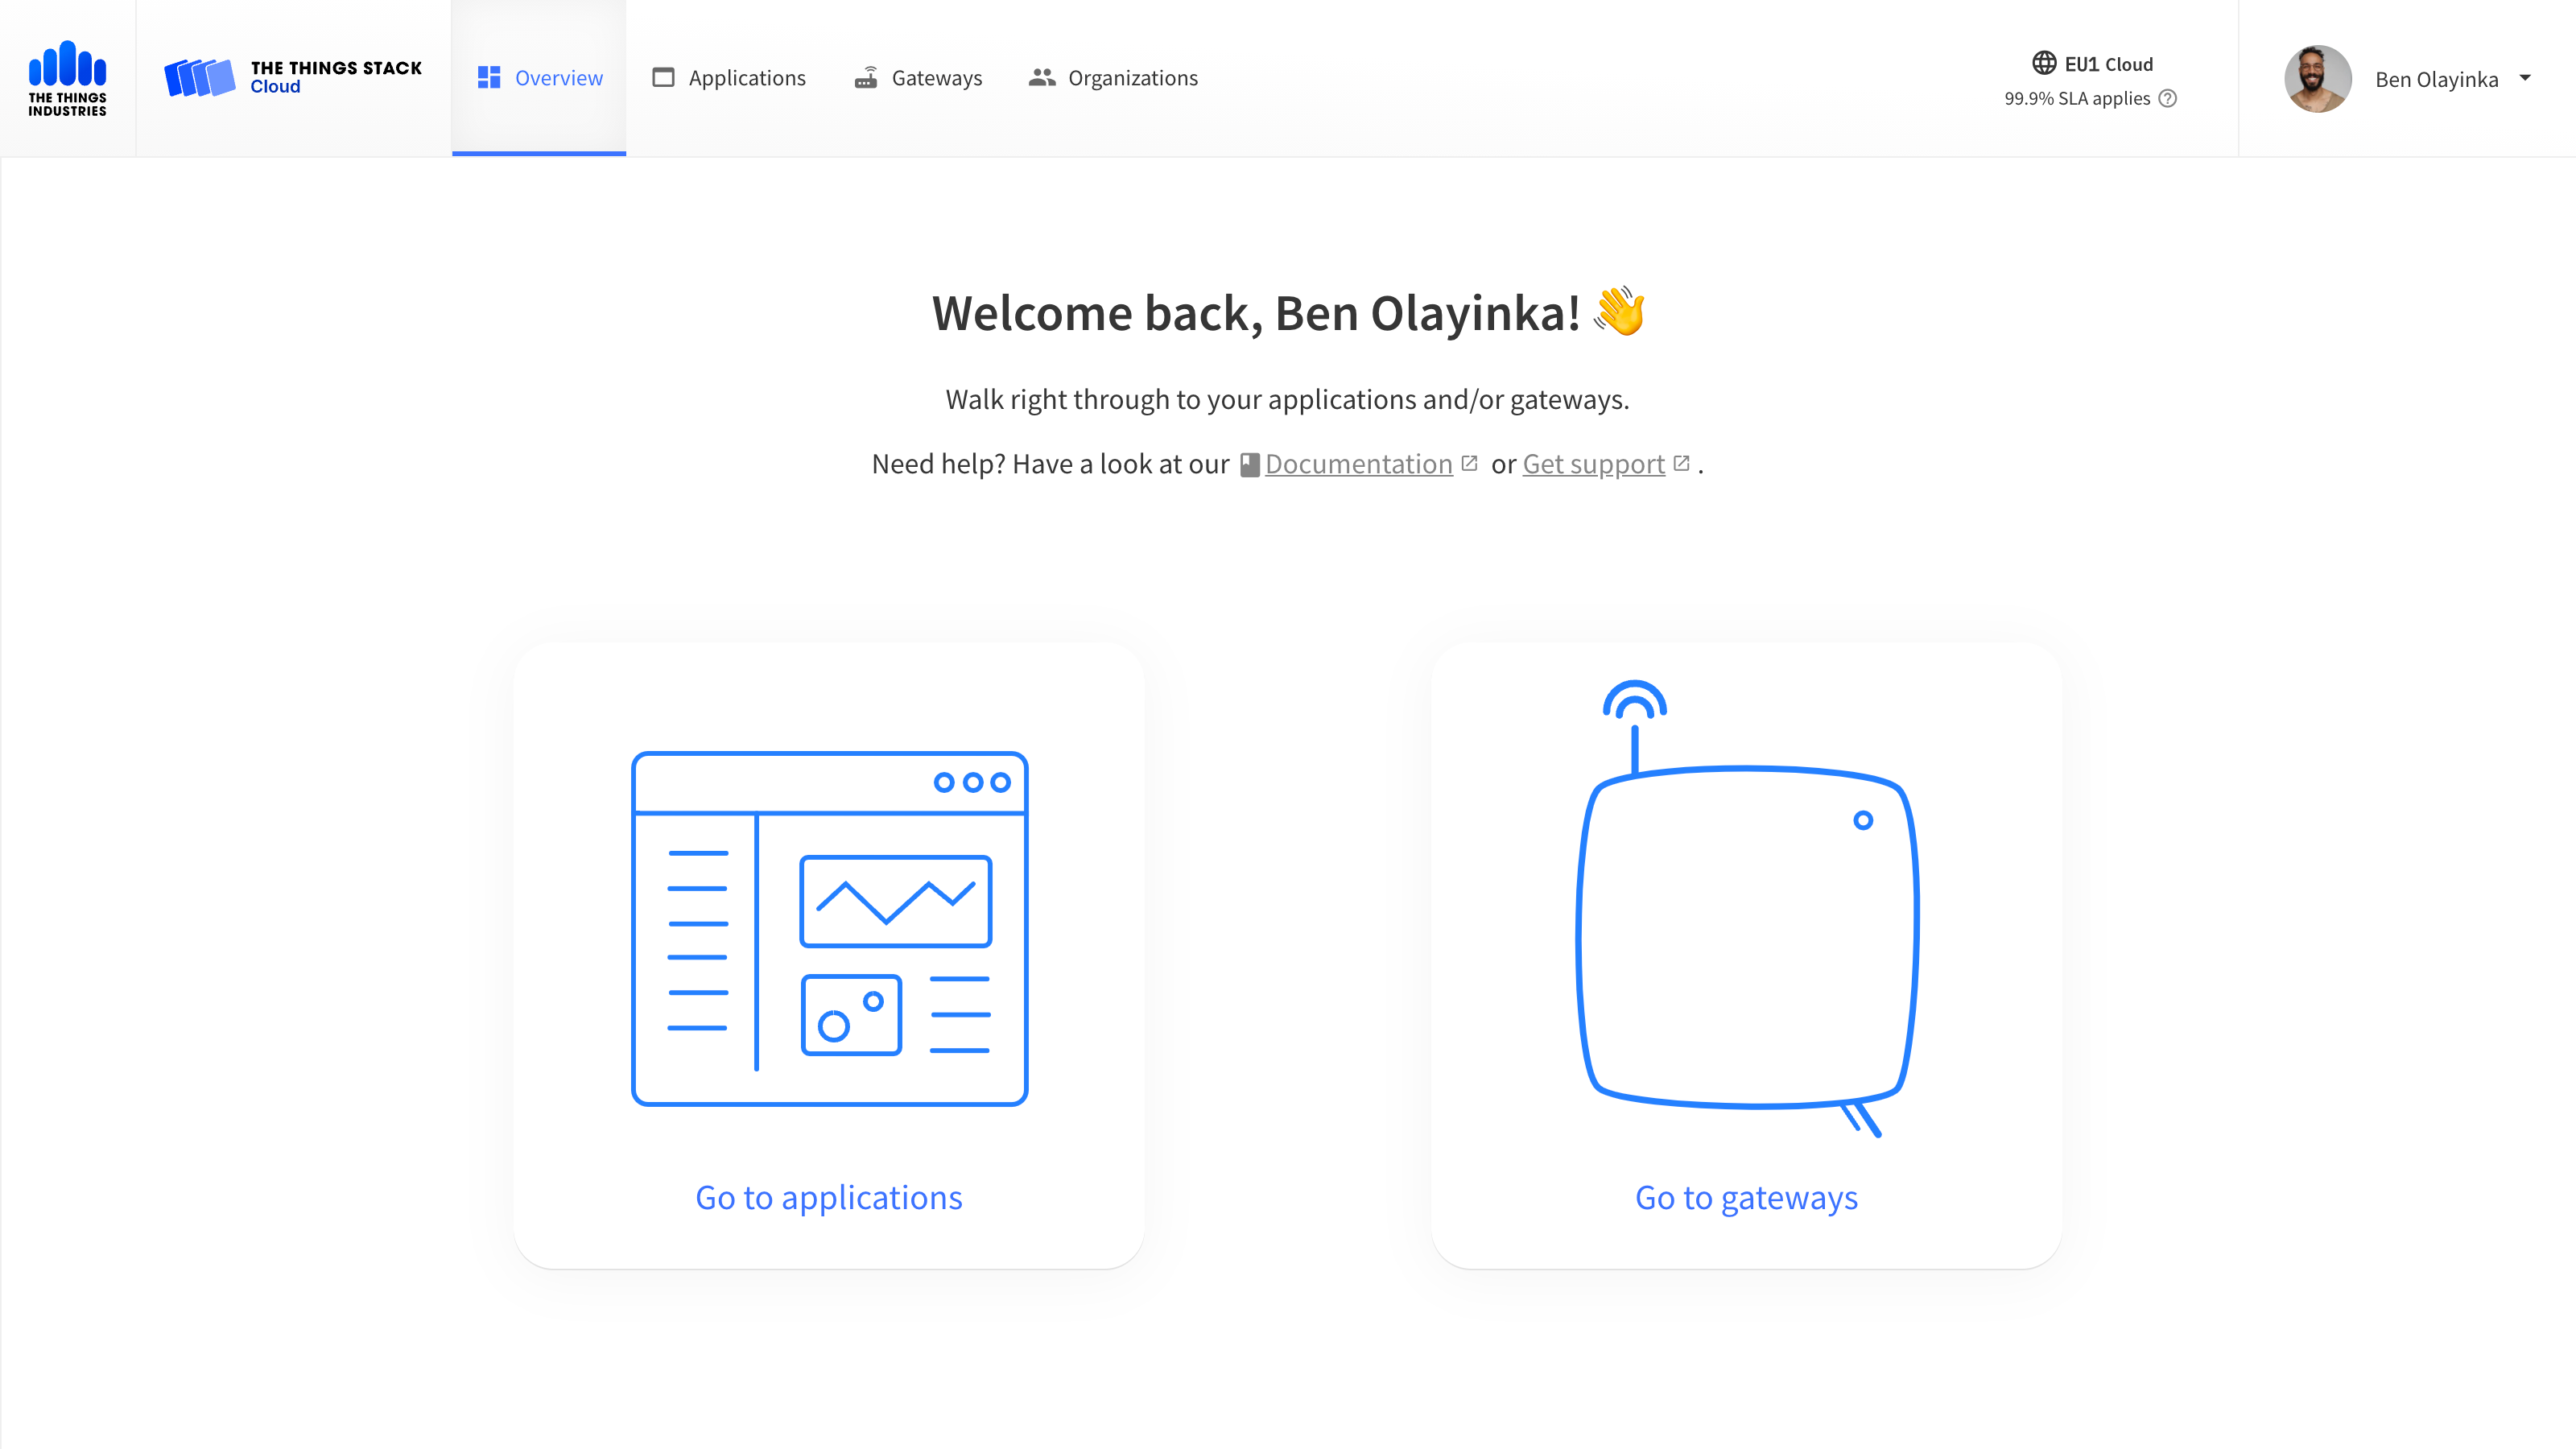 THE THINGS
INDUSTRIES
THE THINGS STACK
Cloud
Overview
Applications
Gateways
Organizations
EU1 Cloud
99.9% SLA applies ?
Ben Olayinka
Welcome back, Ben Olayinka! 👋
Walk right through to your applications and/or gateways.
Need help? Have a look at our Documentation or Get support .
Go to applications
Go to gateways